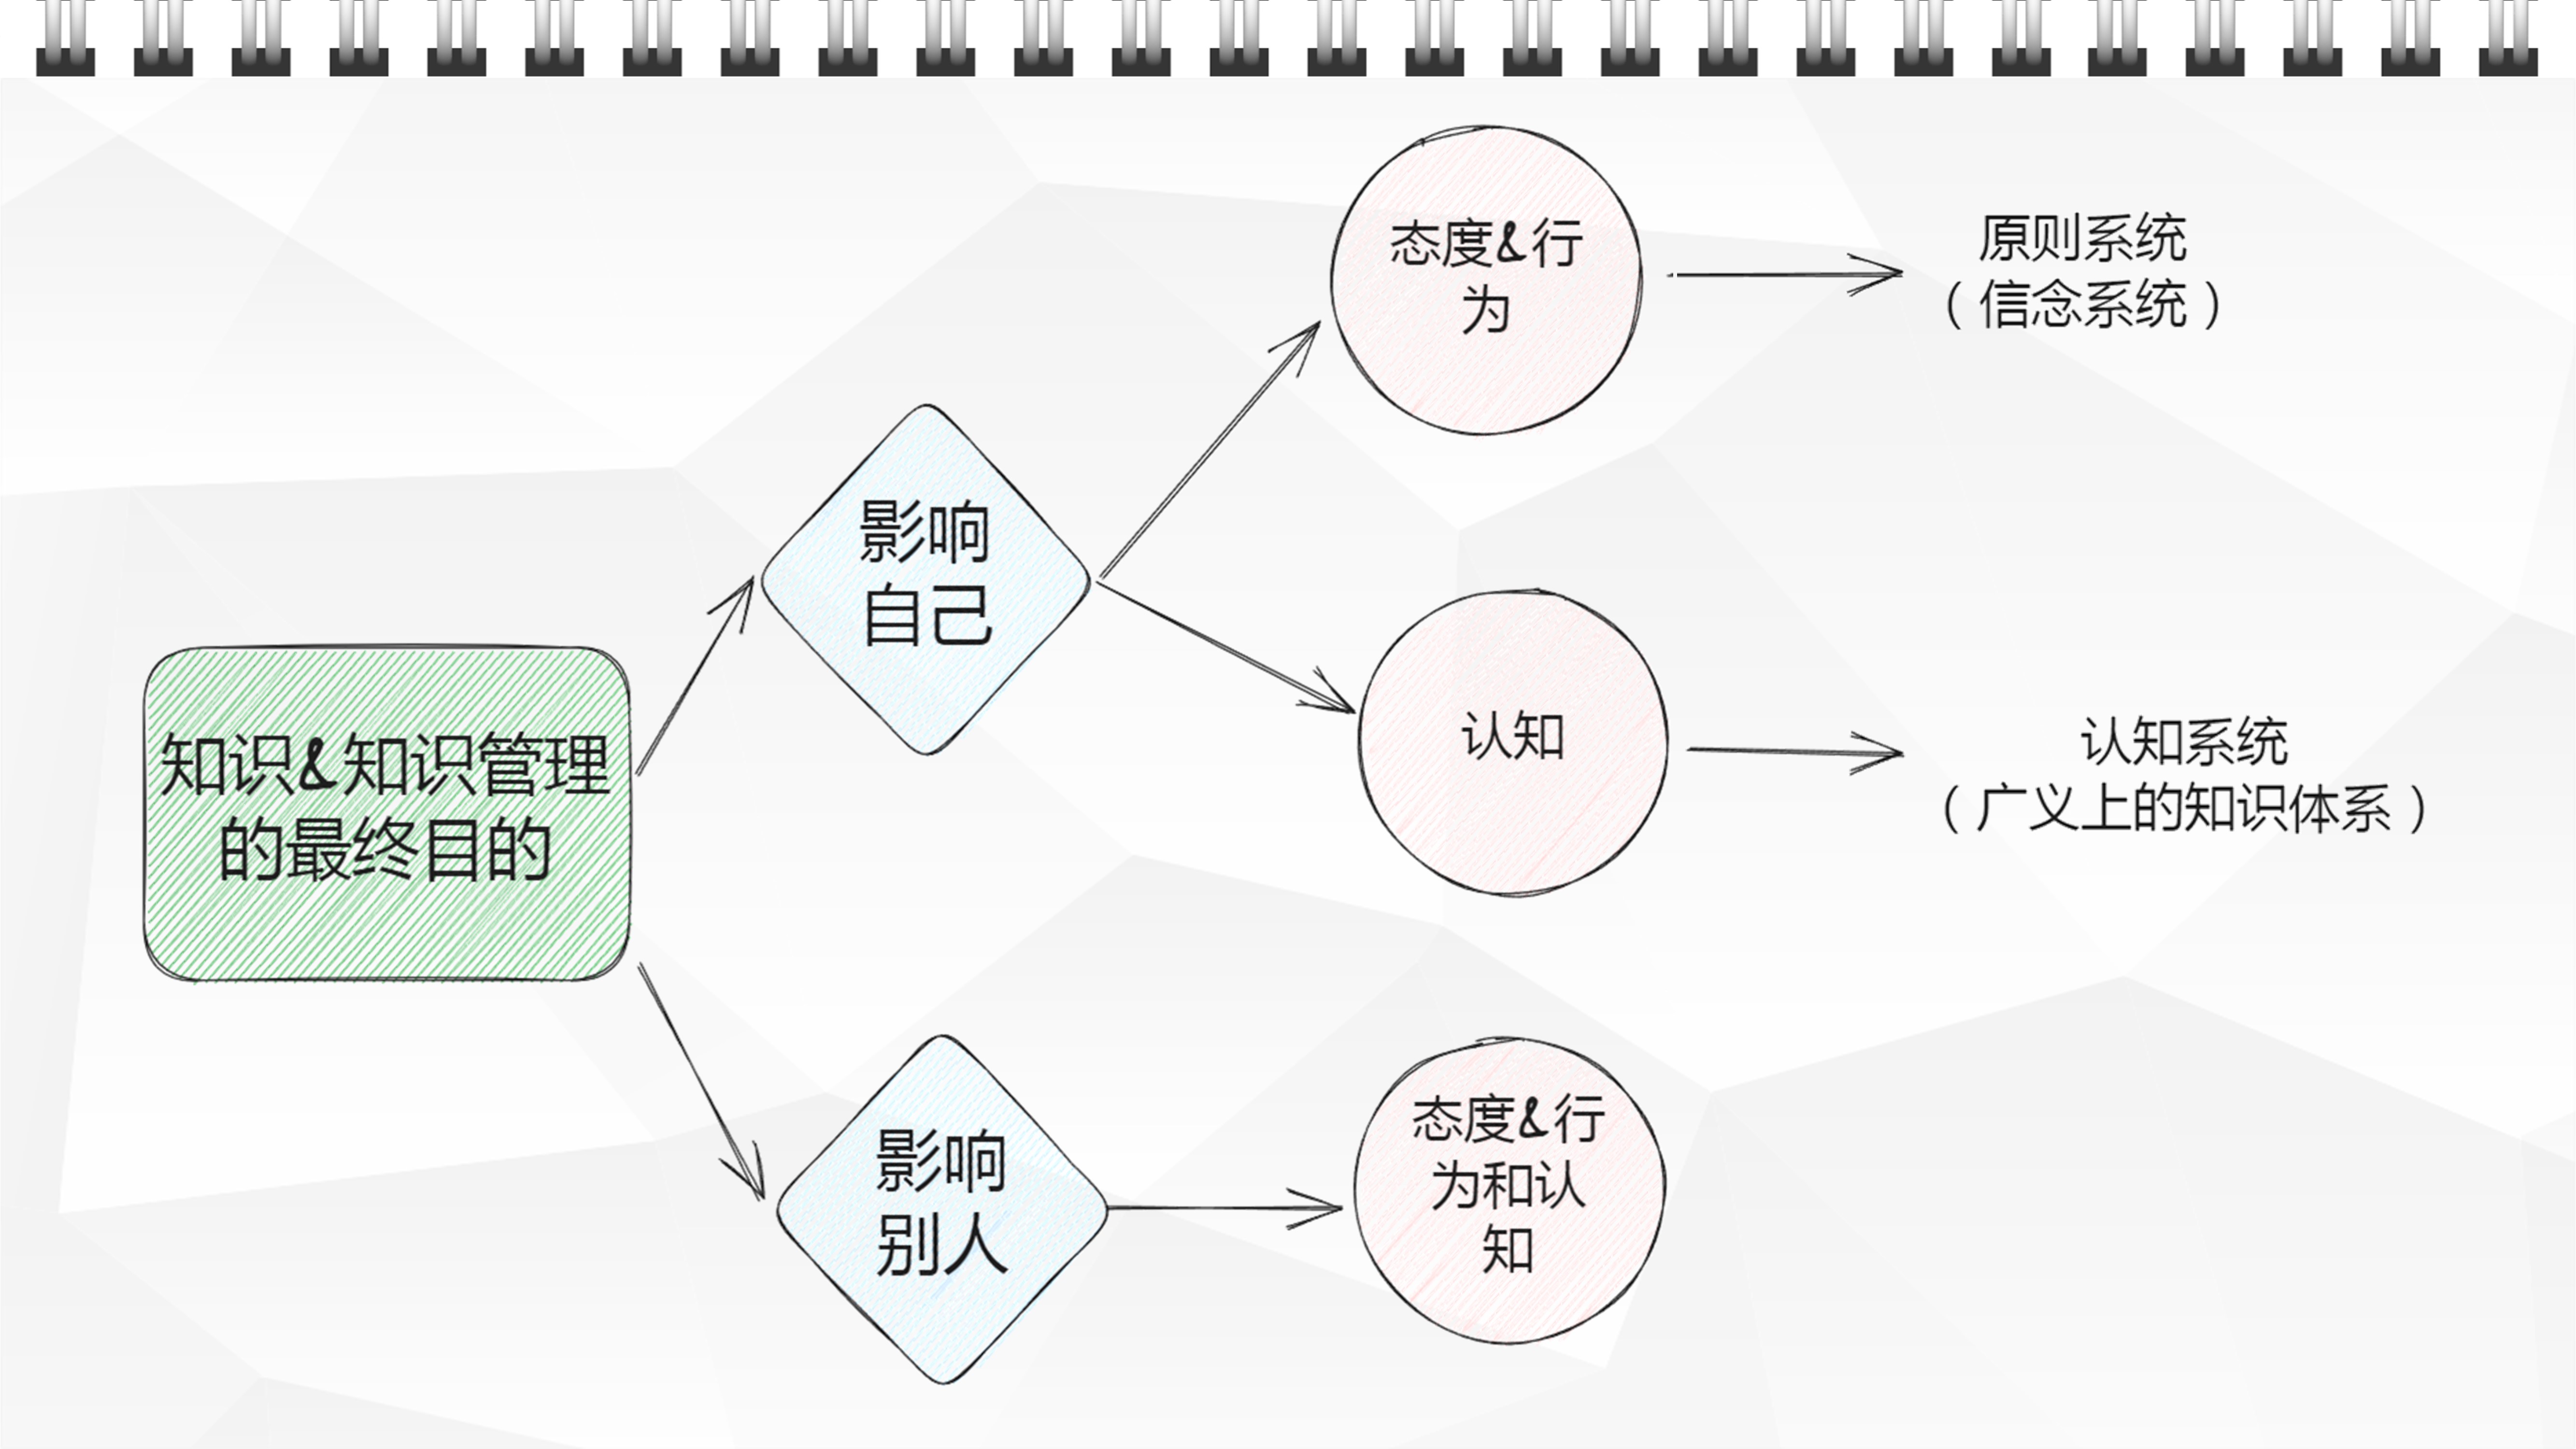 态度&行
为
原则系统
（信念系统）
影响
自己
知识&知识管理
的最终目的
认知
认知系统
（广义上的知识体系）
影响
别人
态度&行
为和认
知